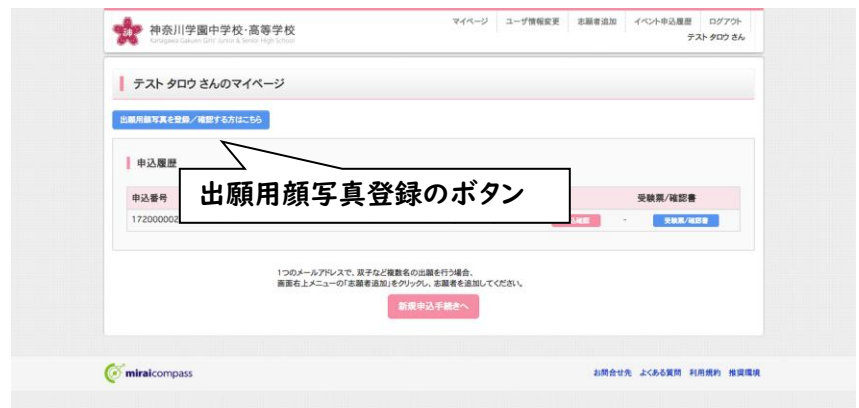 神奈川学園中学校・高等学校
Kanagawa Gakuen Girls' Junior & Senior High School
マイページ ユーザ情報変更 志願者追加 イベント申込履歴 ログアウト
テスト タロウ さん
テスト タロウ さんのマイページ
出願用顔写真を登録／確認する方はこちら
申込履歴
出願用顔写真登録のボタン
申込番号 受験票/確認書
172000002 - 受験票/確認書
1つのメールアドレスで、双子など複数名の出願を行う場合、
画面右上メニューの「志願者追加」をクリックし、志願者を追加してください。
新規申込手続きへ
miraicompass
お問合せ先 よくある質問 利用規約 推奨環境